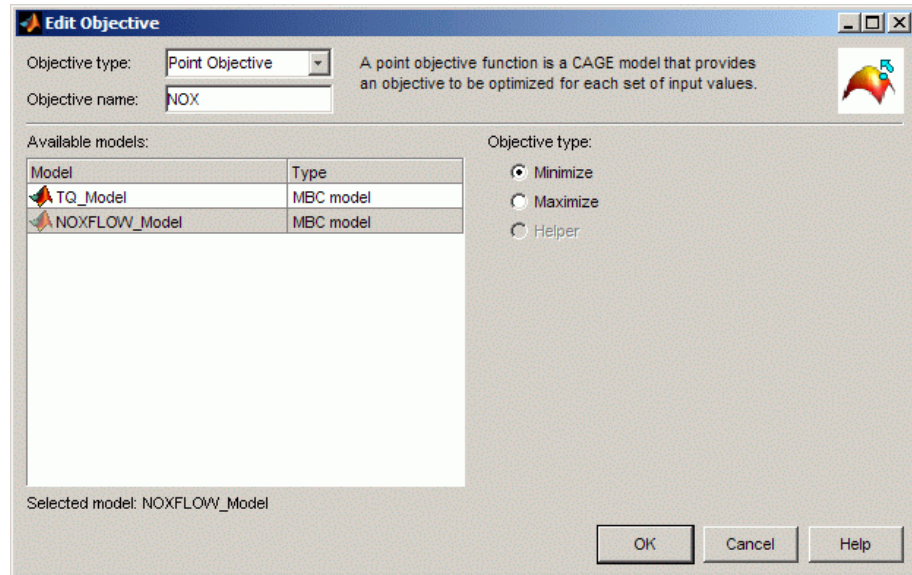 Edit Objective
Objective type: Point Objective
A point objective function is a CAGE model that provides
an objective to be optimized for each set of input values.
Objective name: NOX
Available models:
Model Type
TQ_Model MBC model
NOXFLOW_Model MBC model
Selected model: NOXFLOW_Model
Objective type:
Minimize
Maximize
Helper
OK Cancel Help